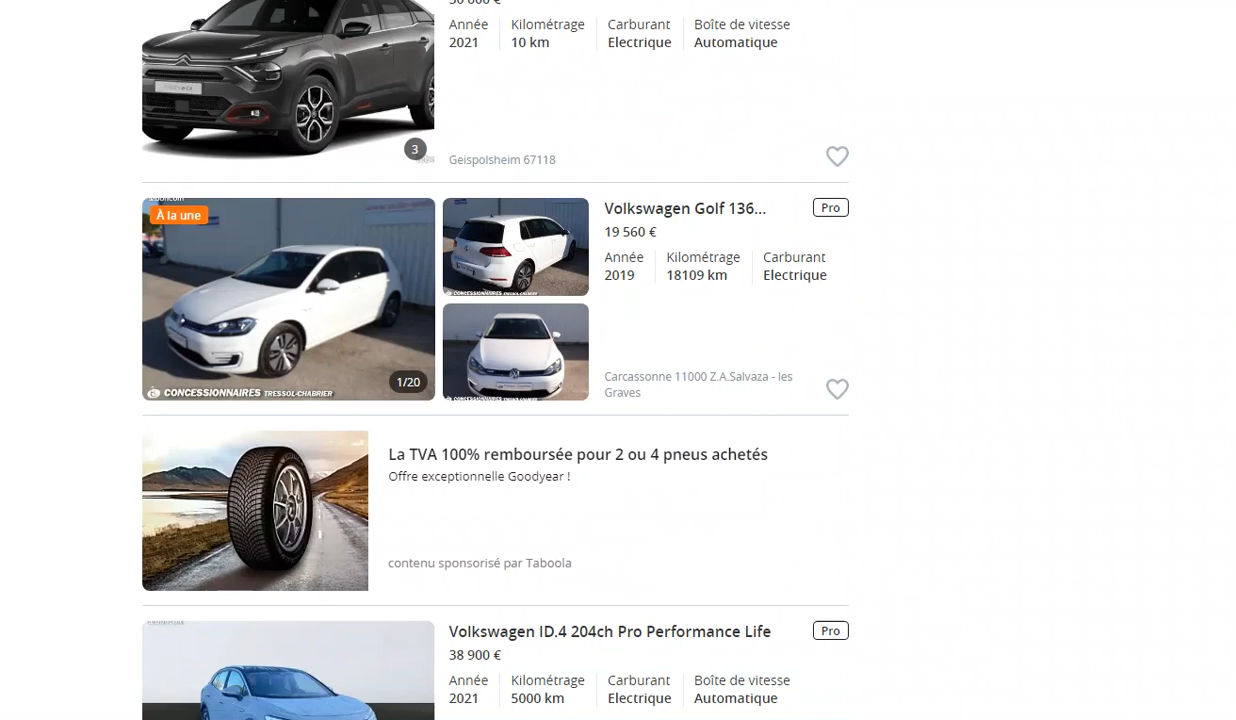 Année
Kilométrage
Carburant
Boîte de vitesse
2021
10 km
Electrique
Automatique
3
Geispolsheim 67118
À la une
1/20
CONCESSIONNAIRES TRESSOL-CHABRIER
Volkswagen Golf 136...
Pro
19 560 €
Année
Kilométrage
Carburant
2019
18109 km
Electrique
Carcassonne 11000 Z.A.Salvaza - les
Graves
La TVA 100% remboursée pour 2 ou 4 pneus achetés
Offre exceptionnelle Goodyear !
contenu sponsorisé par Taboola
Volkswagen ID.4 204ch Pro Performance Life
Pro
38 900 €
Année
Kilométrage
Carburant
Boîte de vitesse
2021
5000 km
Electrique
Automatique